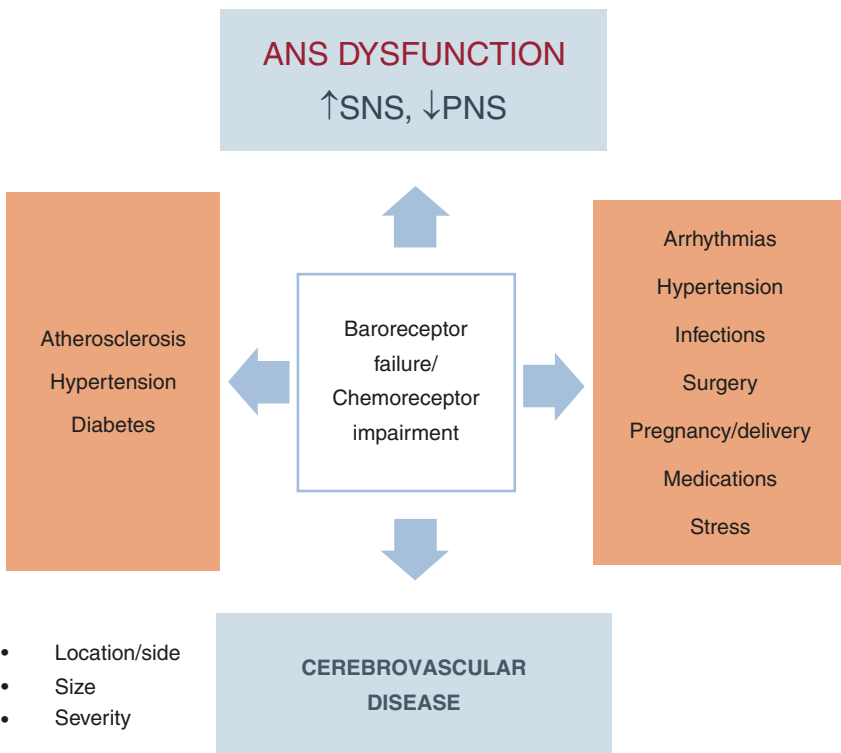 ANS DYSFUNCTION
↑SNS, ↓PNS
Atherosclerosis
Hypertension
Diabetes
Baroreceptor
failure/
Chemoreceptor
impairment
Arrhythmias
Hypertension
Infections
Surgery
Pregnancy/delivery
Medications
Stress
• Location/side
• Size
• Severity
CEREBROVASCULAR
DISEASE